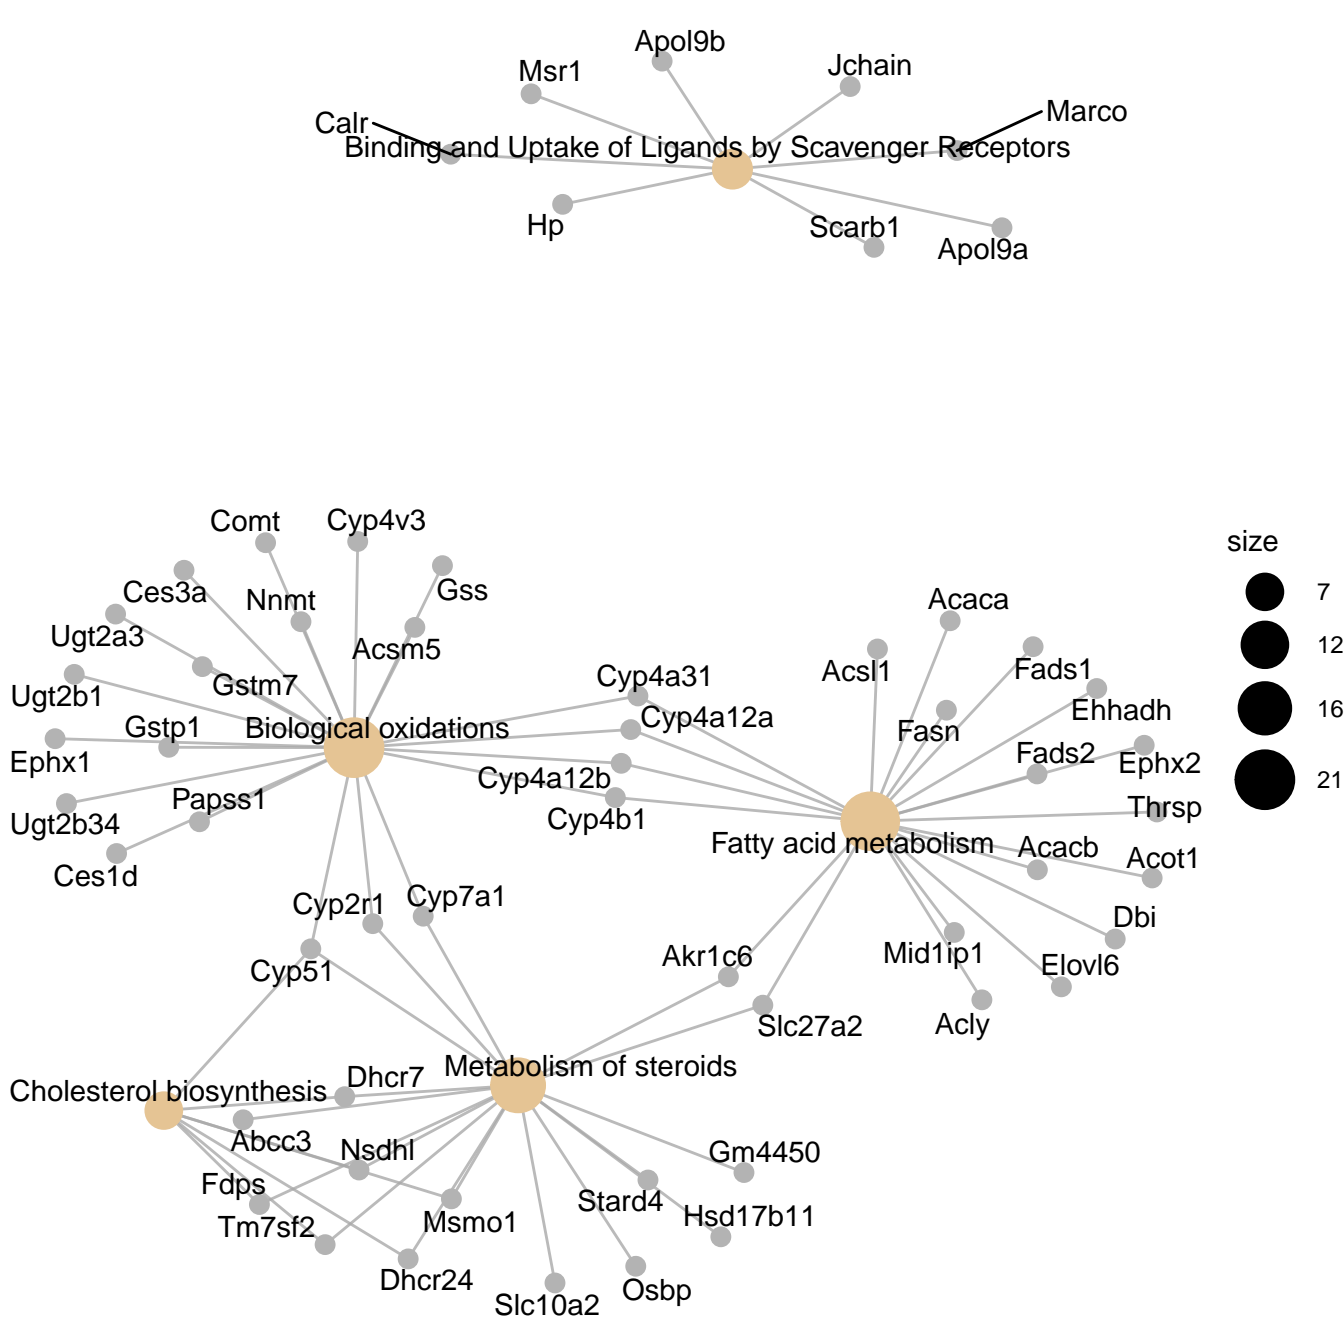 Apol9b
Jchain
Msr1
Marco
Calr
Binding and Uptake of Ligands by Scavenger Receptors
Hp
Scarb1
Apol9a
Comt
Cyp4v3
size
Ces3a
Nnmt
Gss
7
Acaca
Ugt2a3
Acsm5
12
Acsl1
Fads1
Cyp4a31
Gstm7
Ugt2b1
Ehhadh
16
Cyp4a12a
Gstp1
Biological oxidations
Fasn
Fads2
Ephx1
Ephx2
Cyp4a12b
21
Papss1
Thrsp
Ugt2b34
Cyp4b1
Fatty acid metabolism
Acacb
Acot1
Ces1d
Cyp2r1
Cyp7a1
Dbi
Akr1c6
Mid1ip1
Elovl6
Cyp51
Slc27a2
Acly
Metabolism of steroids
Dhcr7
Cholesterol biosynthesis
Abcc3
Nsdhl
Gm4450
Fdps
Stard4
Hsd17b11
Tm7sf2
Msmo1
Dhcr24
Osbp
Slc10a2